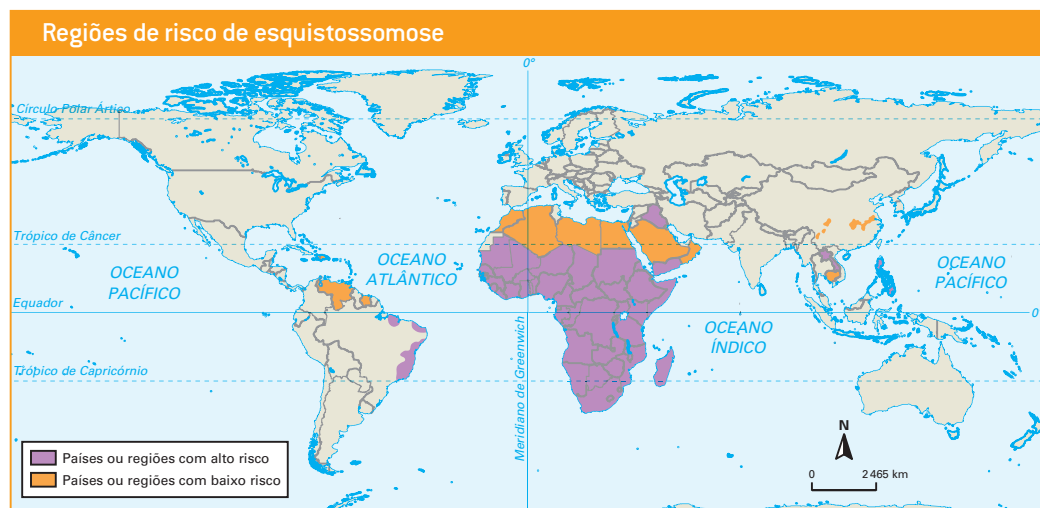 Regiões de risco de esquistossomose
0°
Círculo Polar Ártico
Trópico de Câncer
OCEANO
PACÍFICO
OCEANO
ATLÂNTICO
OCEANO
PACÍFICO
Equador
0
OCEANO
ÍNDICO
Trópico de Capricórnio
Meridiano de Greenwich
N
0 2 465 km
Países ou regiões com alto risco
Países ou regiões com baixo risco